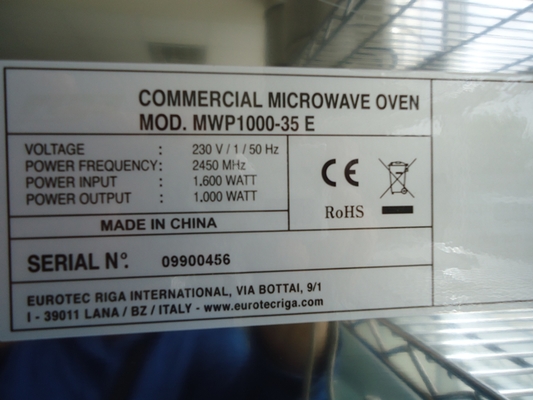 COMMERCIAL MICROWAVE OVEN
MOD. MWP1000-35 E
VOLTAGE : 230 V / 1 / 50 Hz
POWER FREQUENCY: 2450 MHz
POWER INPUT : 1.600 WATT
POWER OUTPUT : 1.000 WATT
CE
RoHS
MADE IN CHINA
SERIAL N°. 09900456
EUROTEC RIGA INTERNATIONAL, VIA BOTTAI, 9/1
I - 39011 LANA / BZ / ITALY - www.eurotecriga.com